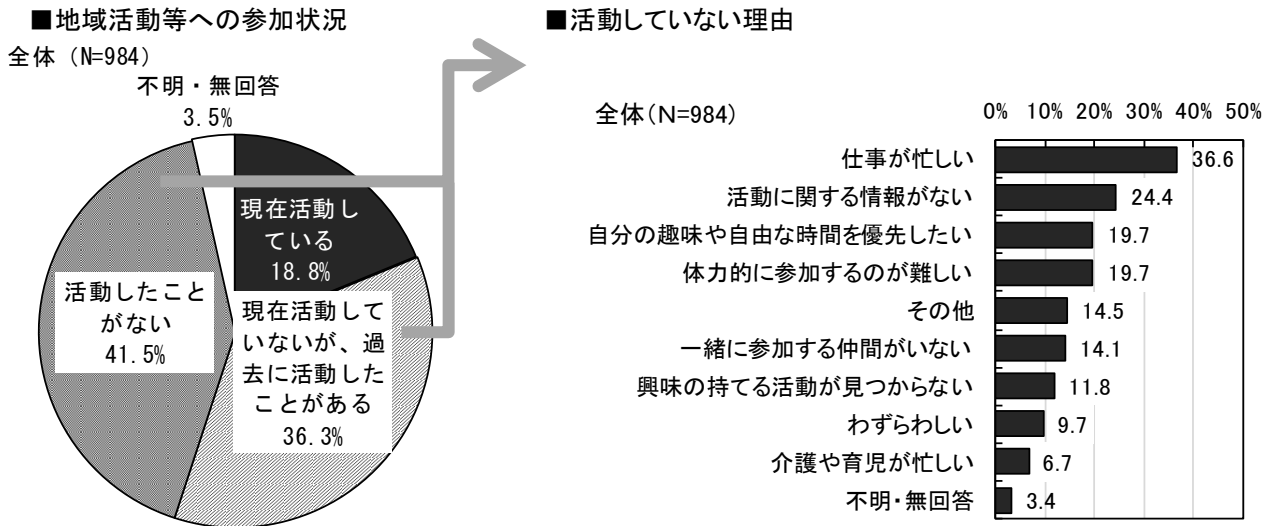 ■地域活動等への参加状況
全体（N=984）
不明・無回答
3.5%
現在活動し
ている
18.8%
活動したこと
がない
41.5%
現在活動して
いないが、過
去に活動した
ことがある
36.3%
■活動していない理由
全体（N=984）
0% 10% 20% 30% 40% 50%
仕事が忙しい 36.6
活動に関する情報がない 24.4
自分の趣味や自由な時間を優先したい 19.7
体力的に参加するのが難しい 19.7
その他 14.5
一緒に参加する仲間がいない 14.1
興味の持てる活動が見つからない 11.8
わずらわしい 9.7
介護や育児が忙しい 6.7
不明・無回答 3.4